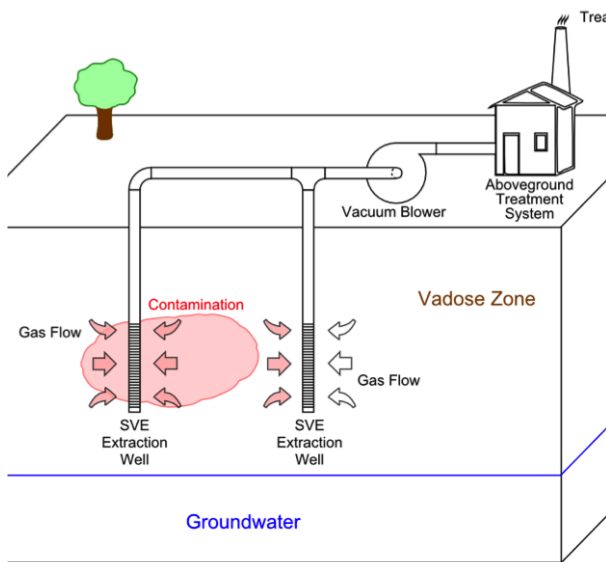 Trea
Aboveground
Treatment
System
Vacuum Blower
Contamination
Vadose Zone
Gas Flow
Gas Flow
SVE
Extraction
Well
SVE
Extraction
Well
Groundwater